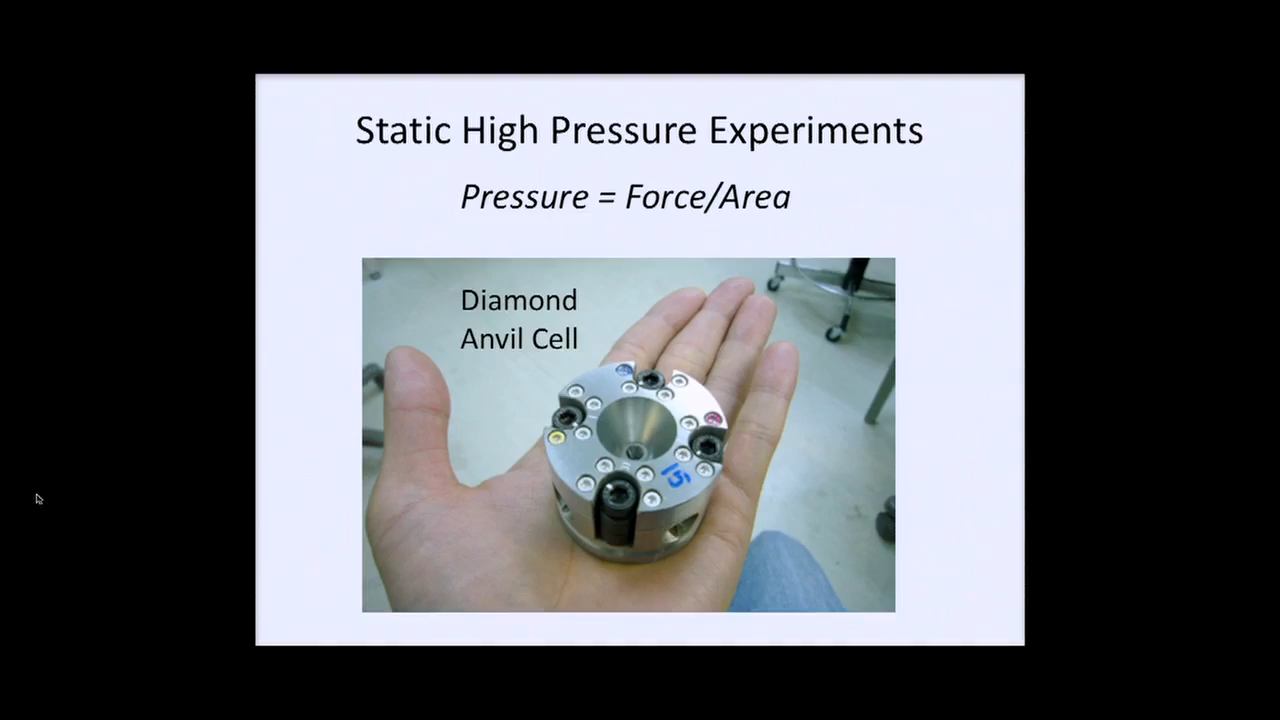 Static High Pressure Experiments
Pressure = Force/Area
Diamond
Anvil Cell
15